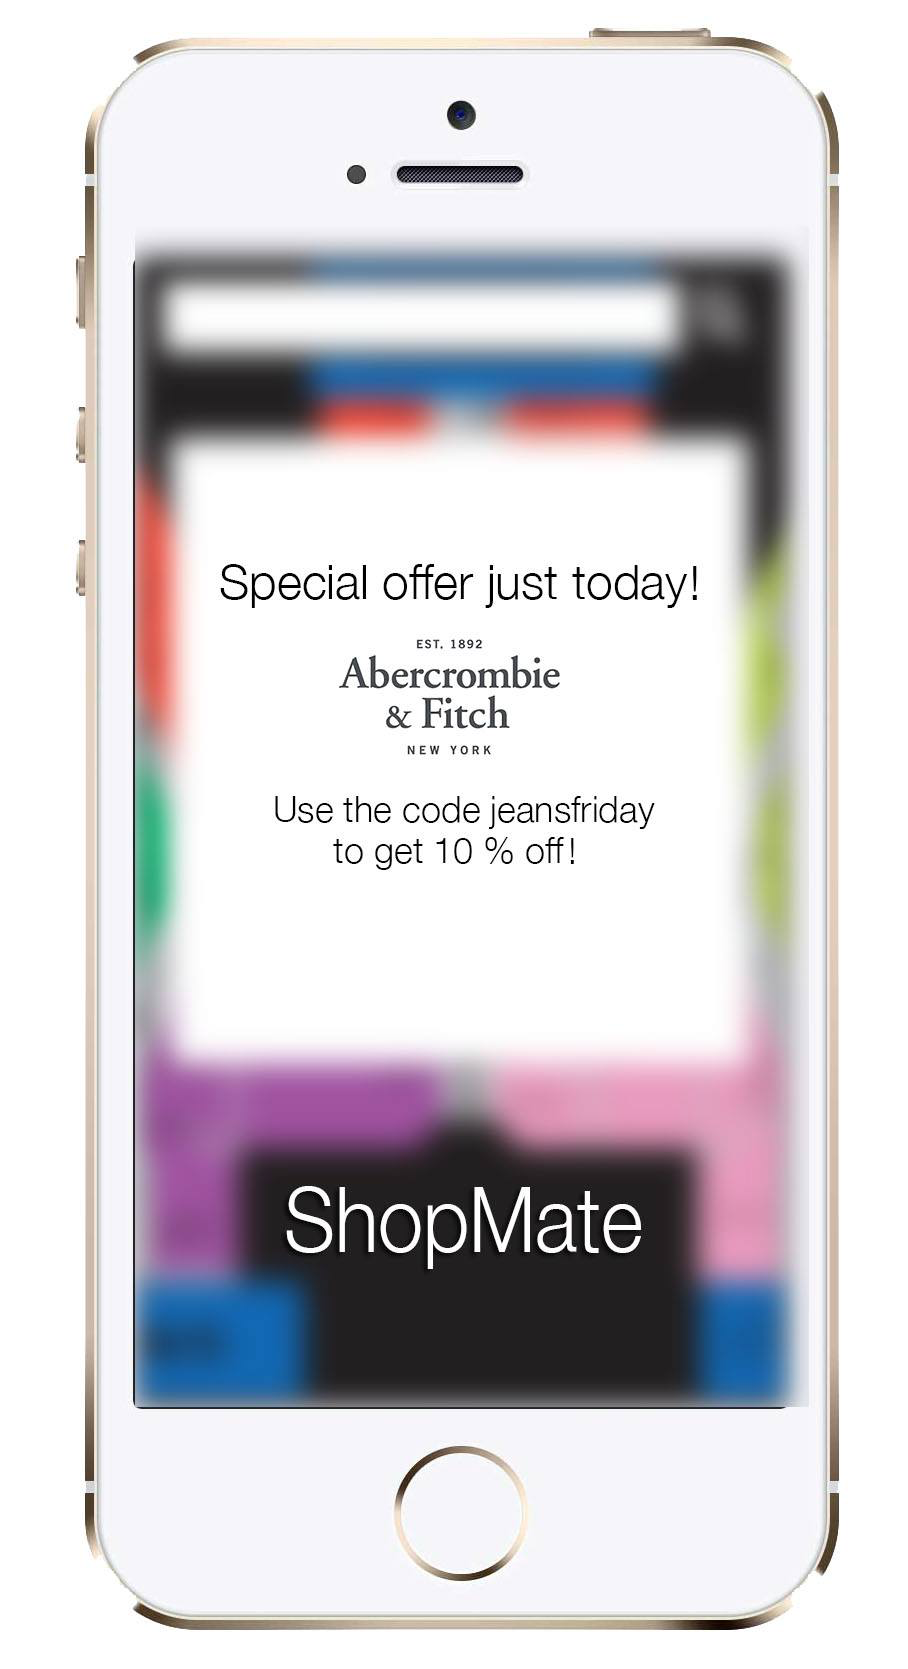 Special offer just today!
EST. 1892
Abercrombie
& Fitch
NEW YORK
Use the code jeansfriday
to get 10 % off!
ShopMate